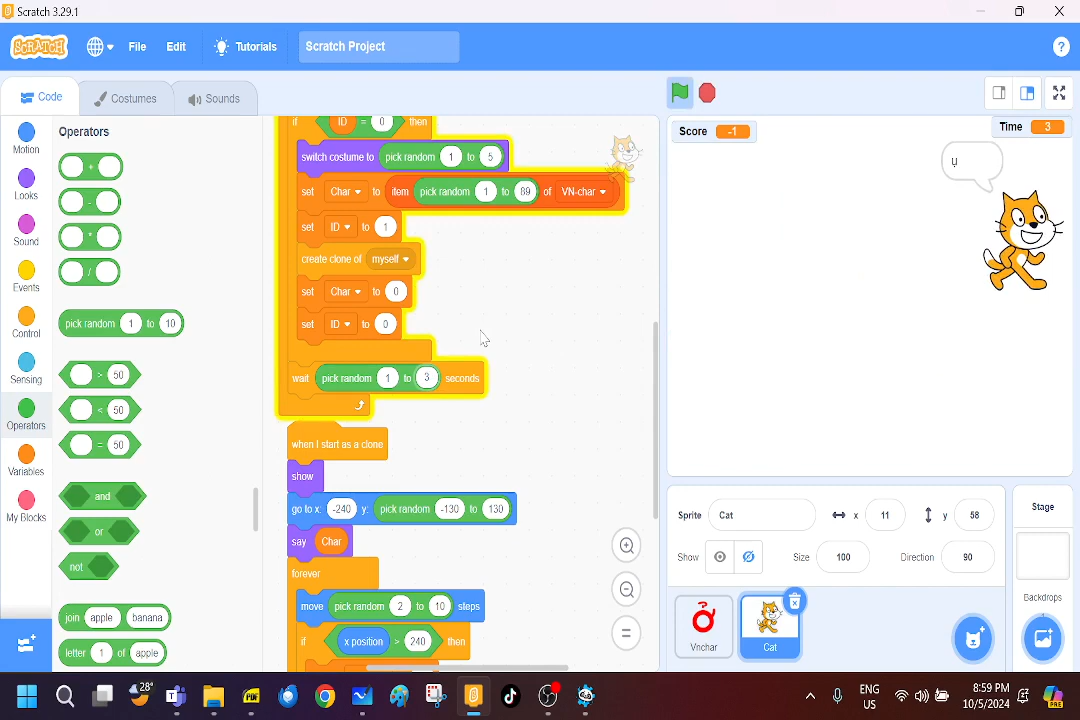 Scratch 3.29.1
SCRATCH File Edit Tutorials Scratch Project ?
Code Costumes Sounds
Motion
Looks
Sound
Events
Control
Sensing
Operators
Variables
My Blocks
Operators
+
-
*
/
pick random 1 to 10
> 50
< 50
= 50
and
or
not
join apple banana
letter 1 of apple
if ID = 0 then
switch costume to pick random 1 to 5
set Char to item pick random 1 to 89 of VN-char
set ID to 1
create clone of myself
set Char to 0
set ID to 0
wait pick random 1 to 3 seconds
when I start as a clone
show
go to x: -240 y: pick random -130 to 130
say Char
forever
move pick random 2 to 10 steps
if x position > 240 then
Score -1
Time 3
ụ
Sprite Cat x 11 y 58
Show Size 100 Direction 90
Vnchar
Cat
Stage
Backdrops
28°
PDF
ENG
US
8:59 PM
10/5/2024
PRE